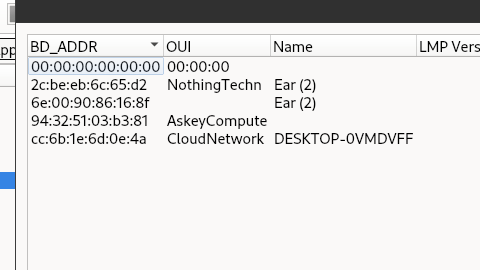 BD_ADDR OUI Name LMP Vers
00:00:00:00:00:00 00:00:00
2c:be:eb:6c:65:d2 NothingTechn Ear (2)
6e:00:90:86:16:8f Ear (2)
94:32:51:03:b3:81 AskeyCompute
cc:6b:1e:6d:0e:4a CloudNetwork DESKTOP-0VMDVFF
pp